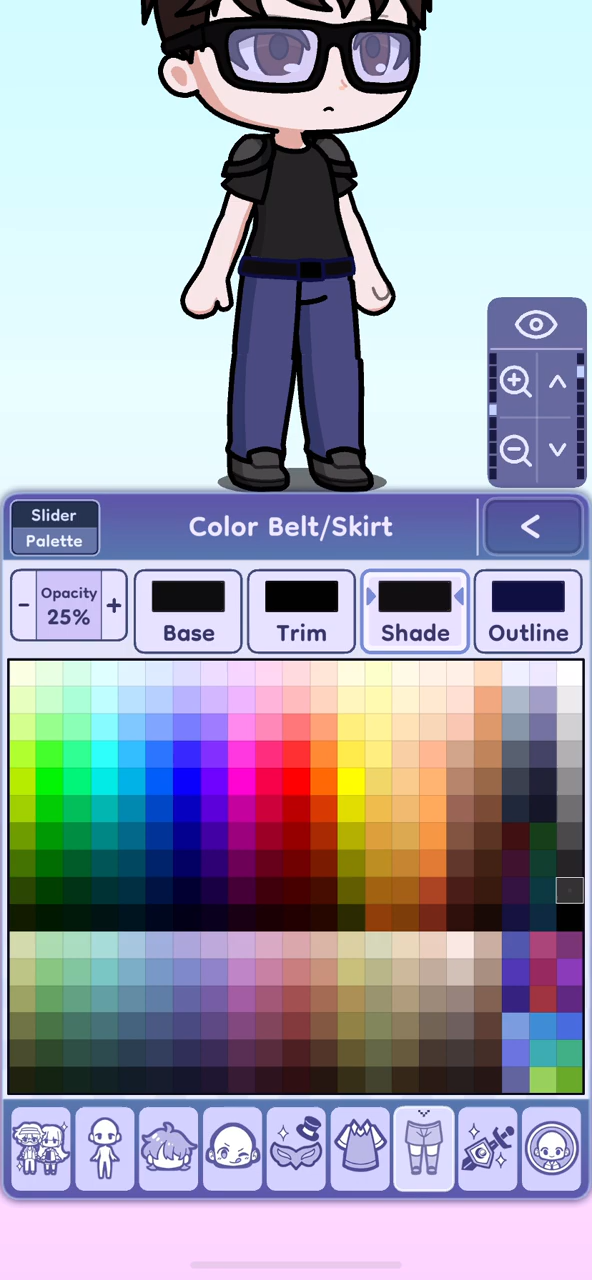 Slider
Palette
Color Belt/Skirt
<
- Opacity +
25%
Base
Trim
Shade
Outline